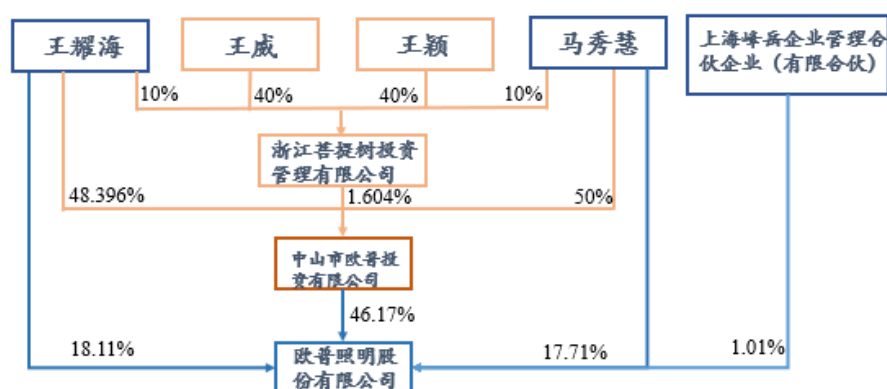 王耀海
王威
王颖
马秀慧
上海峰岳企业管理合
伙企业（有限合伙）
10%
40%
40%
10%
浙江菩提树投资
管理有限公司
48.396%
1.604%
50%
中山市欧普投
资有限公司
46.17%
18.11%
17.71%
1.01%
欧普照明股
份有限公司